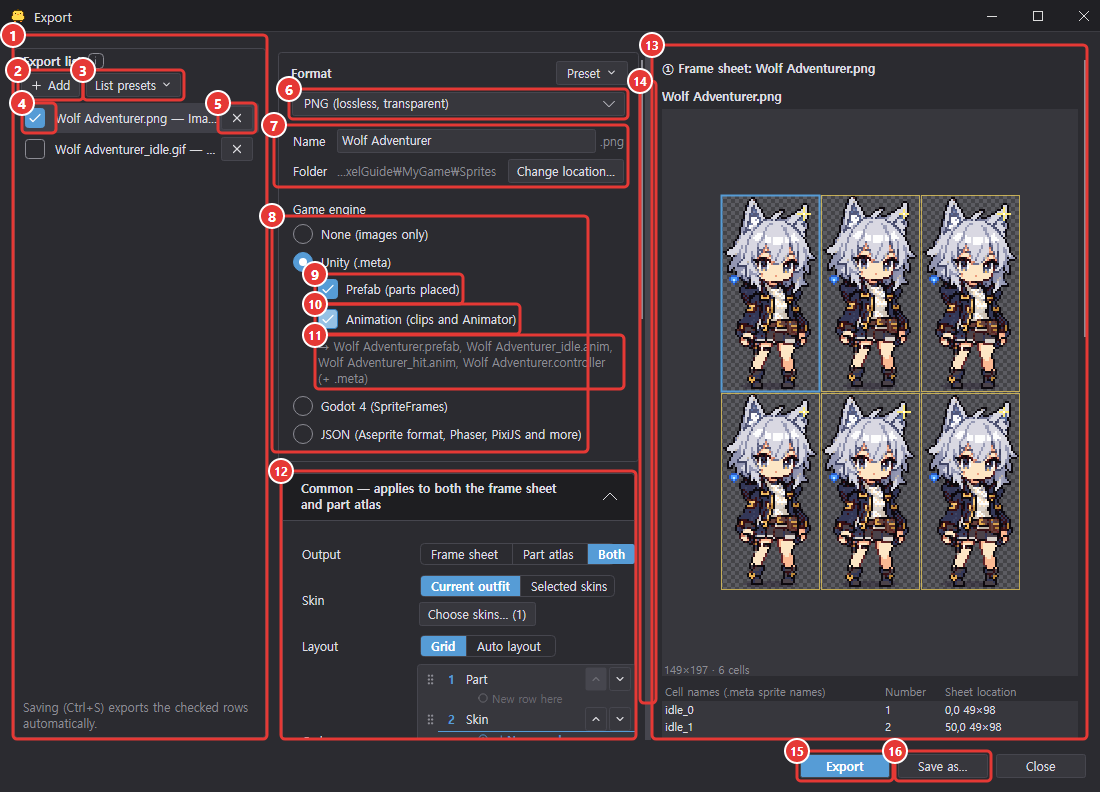 Export
1
Export li
2
3
+ Add
List presets
4
5
Wolf Adventurer.png — Ima...
Wolf Adventurer_idle.gif — ...
Saving (Ctrl+S) exports the checked rows
automatically.
Format
Preset
6
PNG (lossless, transparent)
7
Name
Wolf Adventurer
.png
Folder
...xelGuide₩MyGame₩Sprites
Change location...
8
Game engine
None (images only)
Unity (.meta)
9
Prefab (parts placed)
10
Animation (clips and Animator)
11
Wolf Adventurer.prefab, Wolf Adventurer_idle.anim,
Wolf Adventurer_hit.anim, Wolf Adventurer.controller
(+ .meta)
Godot 4 (SpriteFrames)
JSON (Aseprite format, Phaser, PixiJS and more)
12
Common — applies to both the frame sheet
and part atlas
Output
Frame sheet
Part atlas
Both
Skin
Current outfit
Selected skins
Choose skins... (1)
Layout
Grid
Auto layout
1 Part
New row here
2 Skin
13
① Frame sheet: Wolf Adventurer.png
14
Wolf Adventurer.png
149×197 · 6 cells
Cell names (.meta sprite names)
Number
Sheet location
idle_0
1
0,0 49×98
idle_1
2
50,0 49×98
15
Export
16
Save as...
Close